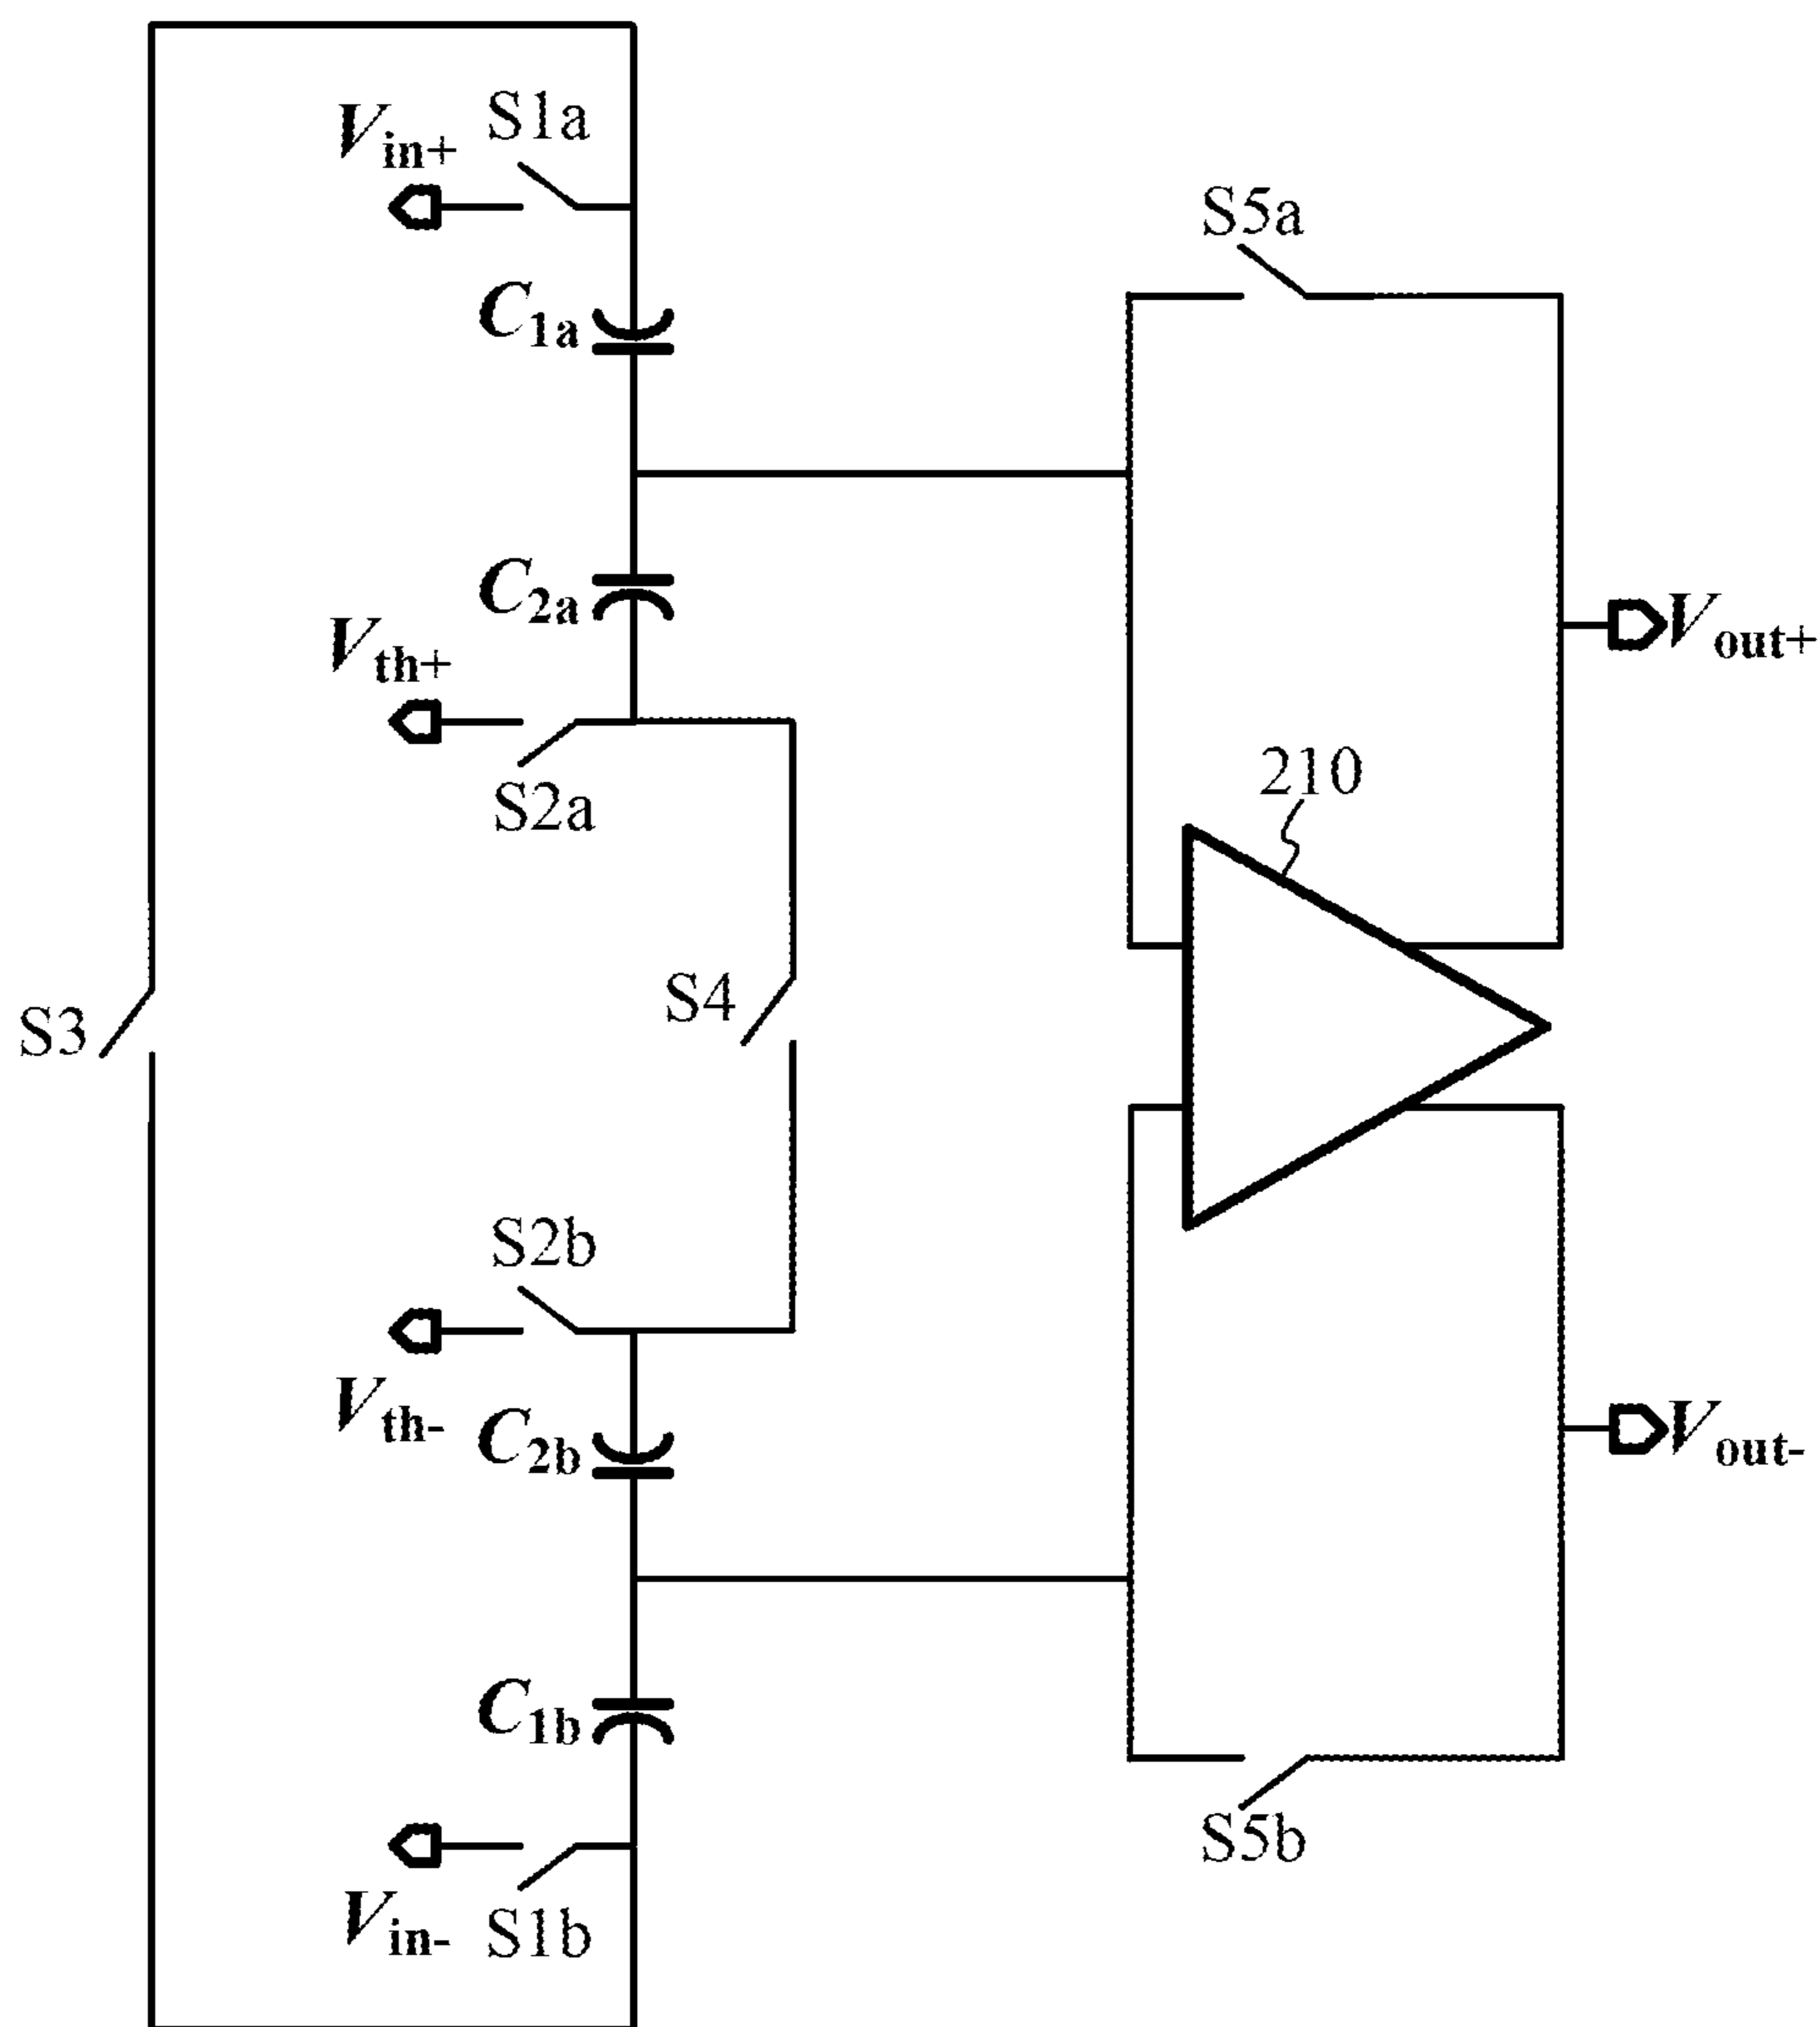 S1a
Vin+
S5a
C1a
C2a
Vth+
Vout+
S2a
210
S4
S3
S2b
Vth-
C2b
Vout-
C1b
S5b
Vin-
S1b